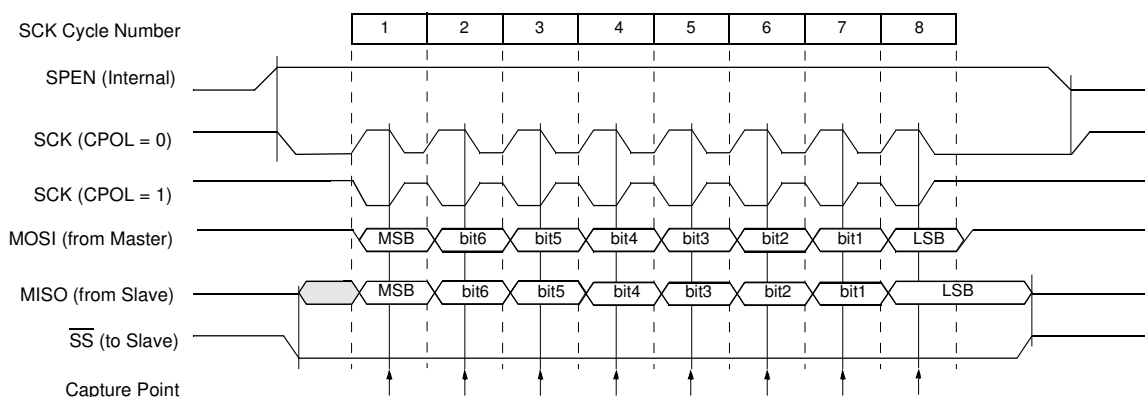 SCK Cycle Number 1 2 3 4 5 6 7 8
SPEN (Internal)
SCK (CPOL = 0)
SCK (CPOL = 1)
MOSI (from Master) MSB bit6 bit5 bit4 bit3 bit2 bit1 LSB
MISO (from Slave) MSB bit6 bit5 bit4 bit3 bit2 bit1 LSB
SS (to Slave)
Capture Point